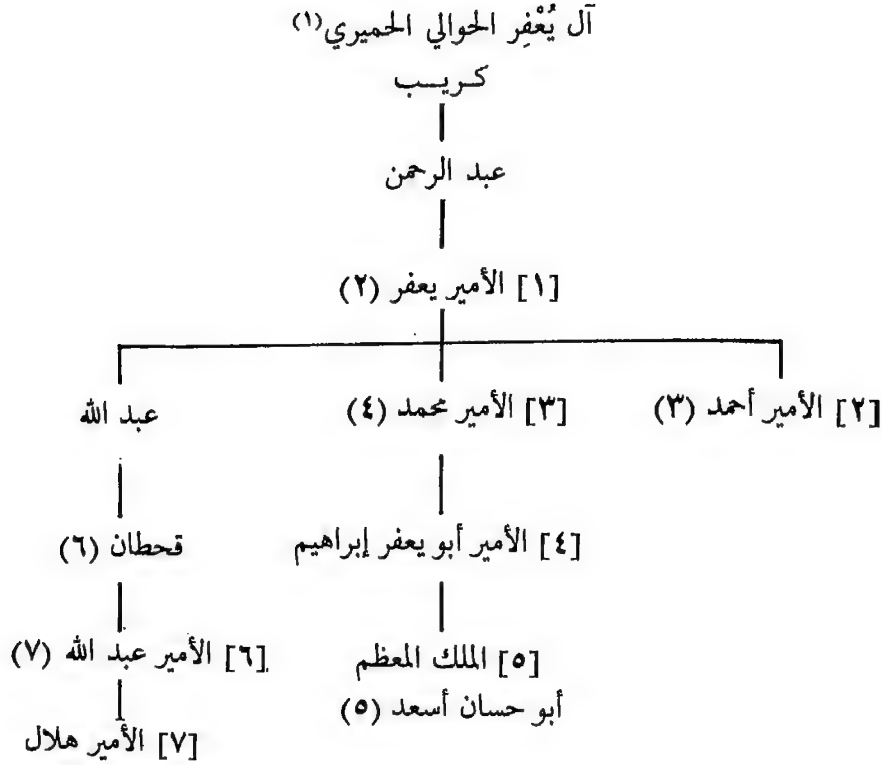 آل يُعْفِر الحوالي الحميري(١)
كريب
عبد الرحمن
[١] الأمير يعفر (٢)
[٢] الأمير أحمد (٣) [٣] الأمير محمد (٤) عبد الله
[٤] الأمير أبو يعفر إبراهيم قحطان (٦)
[٥] الملك المعظم [٦] الأمير عبد الله (٧)
أبو حسان أسعد (٥)
[٧] الأمير هلال